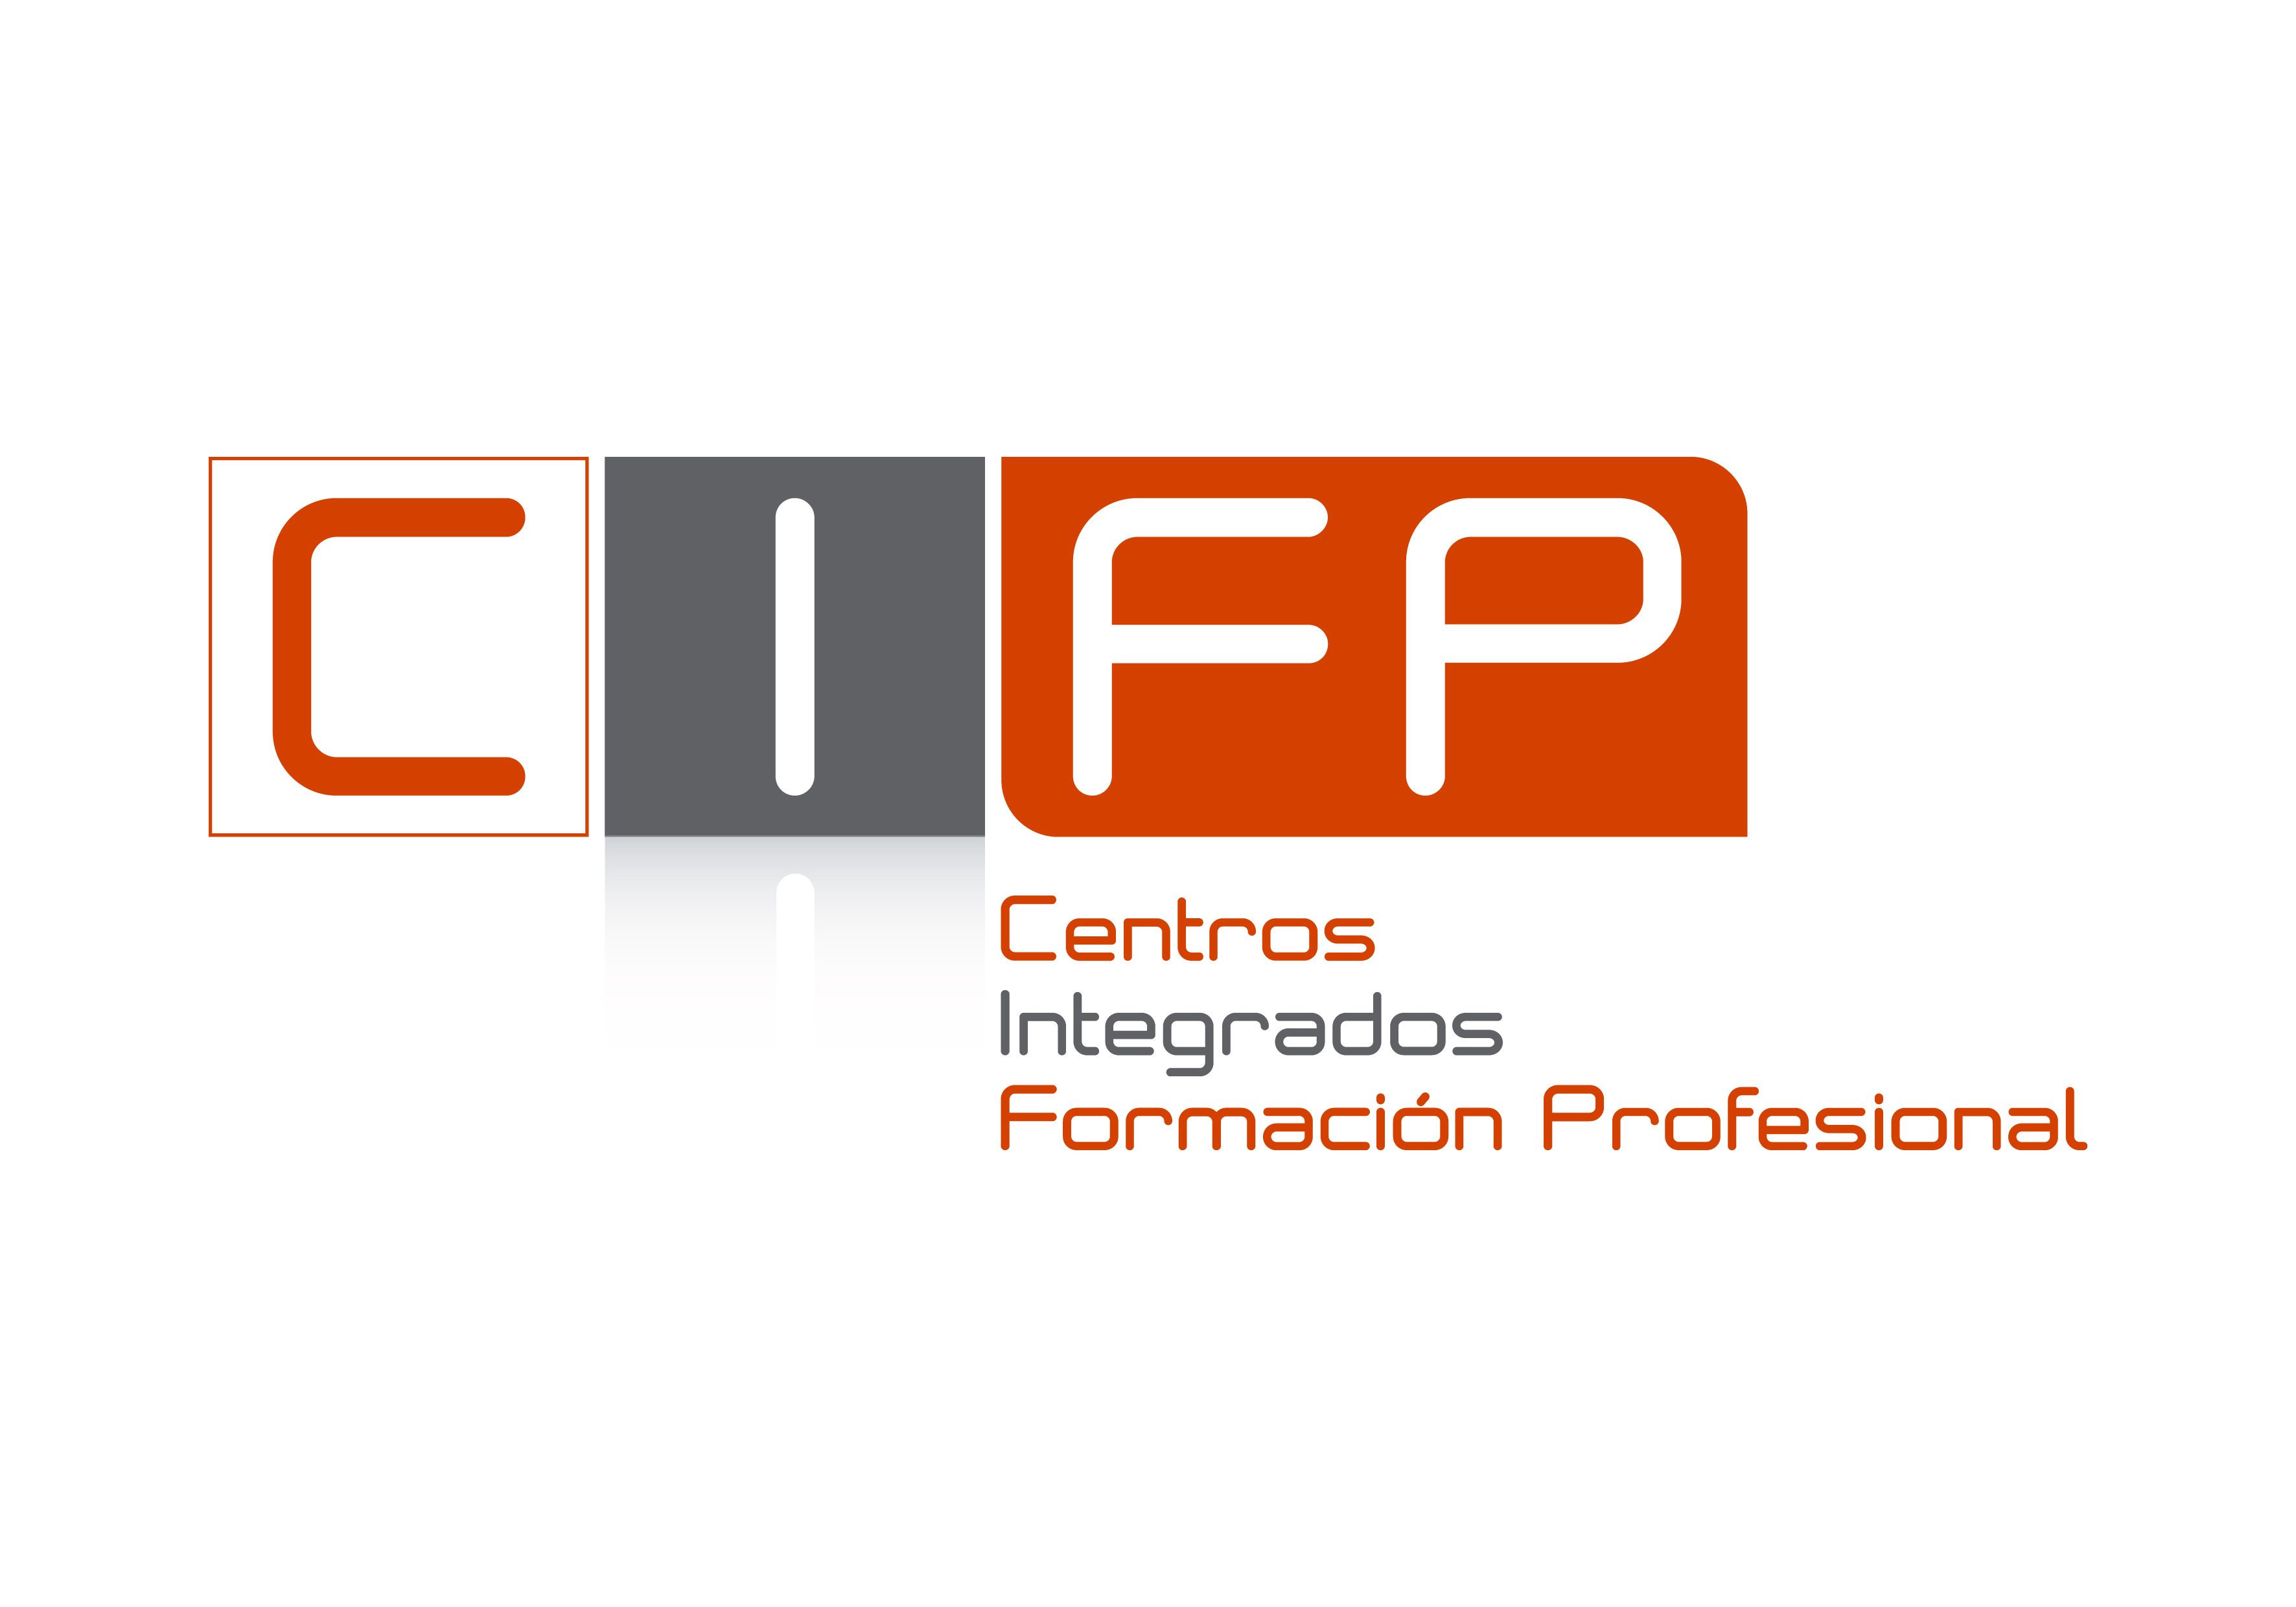 CIFP
Centros
Integrados
Formación Profesional